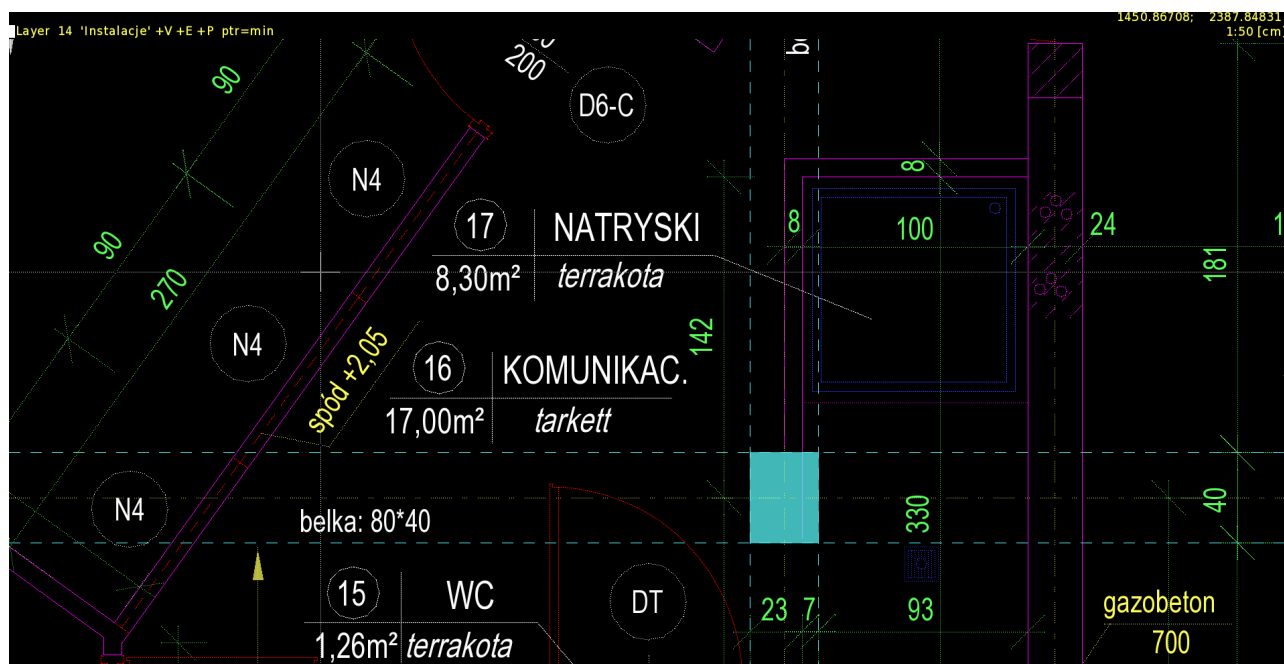 Layer 14 'Instalacje' +V +E +P ptr=min
1450.86708; 2387.84831
1:50 [cm]
90
200
D6-C
N4
8
17
NATRYSKI
8,30m²
terrakota
8
100
24
1
181
90
270
N4
spód +2,05
142
16
KOMUNIKAC.
17,00m²
tarkett
N4
belka: 80*40
330
40
15
WC
1,26m²
terrakota
DT
23
7
93
gazobeton
700